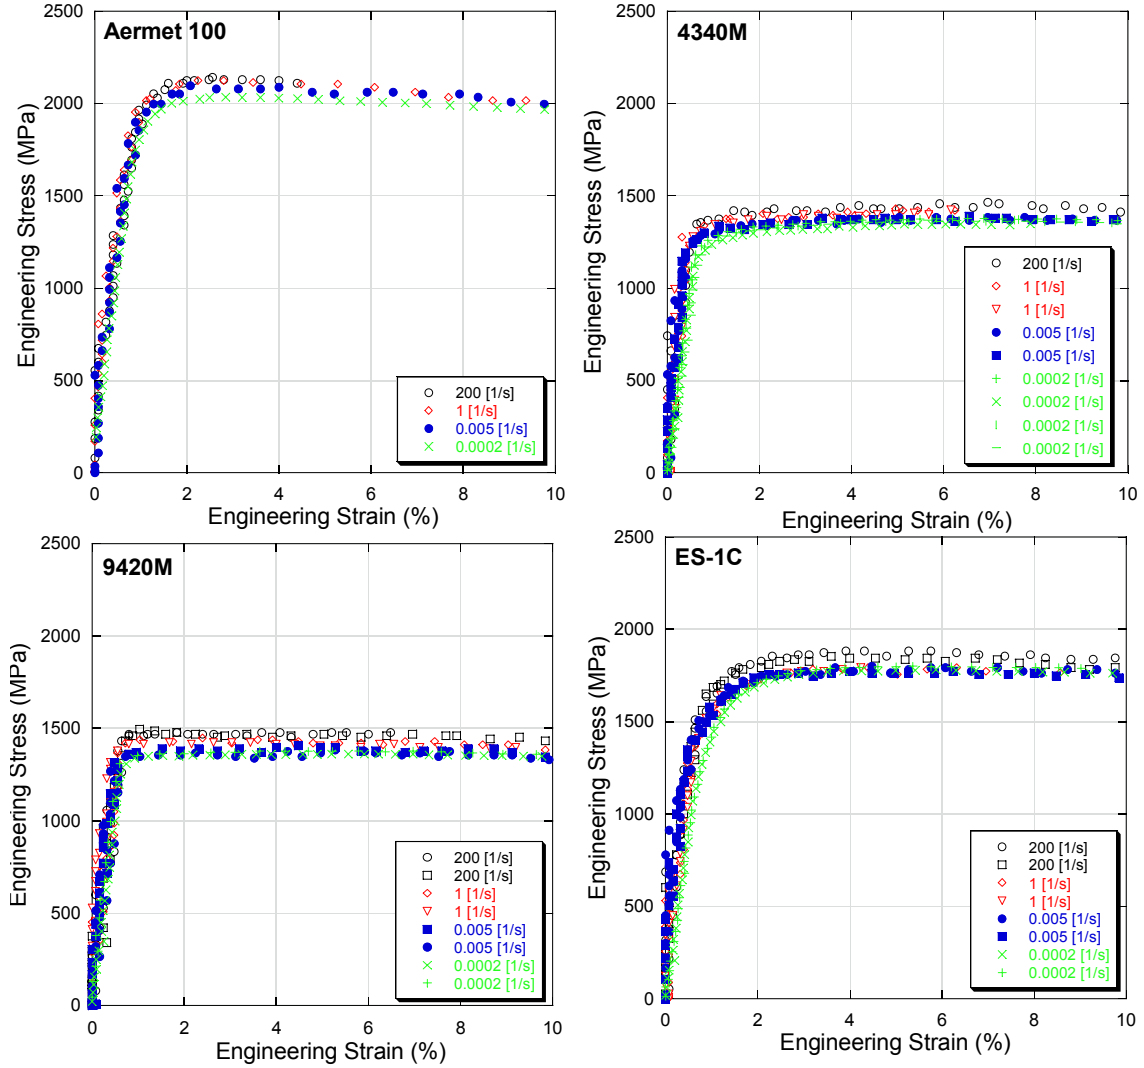 Aermet 100
Engineering Stress (MPa)
2500
2000
1500
1000
500
0
200 [1/s]
1 [1/s]
0.005 [1/s]
0.0002 [1/s]
0 2 4 6 8 10
Engineering Strain (%)
4340M
Engineering Stress (MPa)
2500
2000
1500
1000
500
0
200 [1/s]
1 [1/s]
1 [1/s]
0.005 [1/s]
0.005 [1/s]
0.0002 [1/s]
0.0002 [1/s]
0.0002 [1/s]
0.0002 [1/s]
0 2 4 6 8 10
Engineering Strain (%)
9420M
Engineering Stress (MPa)
2500
2000
1500
1000
500
0
200 [1/s]
200 [1/s]
1 [1/s]
1 [1/s]
0.005 [1/s]
0.005 [1/s]
0.0002 [1/s]
0.0002 [1/s]
0 2 4 6 8 10
Engineering Strain (%)
ES-1C
Engineering Stress (MPa)
2500
2000
1500
1000
500
0
200 [1/s]
200 [1/s]
1 [1/s]
1 [1/s]
0.005 [1/s]
0.005 [1/s]
0.0002 [1/s]
0.0002 [1/s]
0 2 4 6 8 10
Engineering Strain (%)